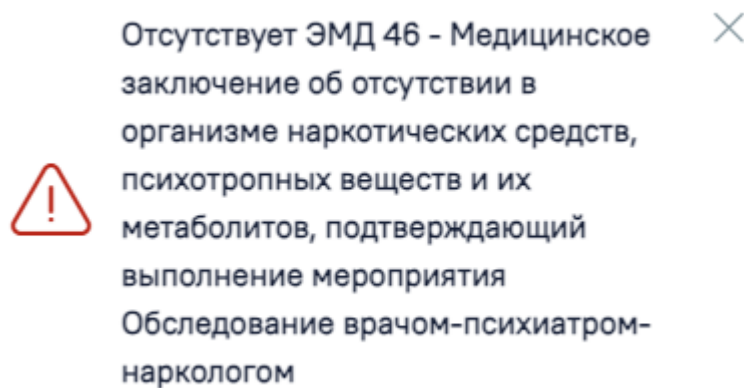 Отсутствует ЭМД 46 - Медицинское
заключение об отсутствии в
организме наркотических средств,
психотропных веществ и их
метаболитов, подтверждающий
выполнение мероприятия
Обследование врачом-психиатром-
наркологом